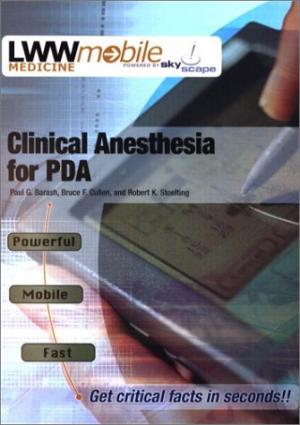 LWWmobile
MEDICINE
POWERED BY skyscape
Clinical Anesthesia
for PDA
Paul G. Barash, Bruce F. Cullen, and Robert K. Stoelting
Powerful
Mobile
Fast
Get critical facts in seconds!!